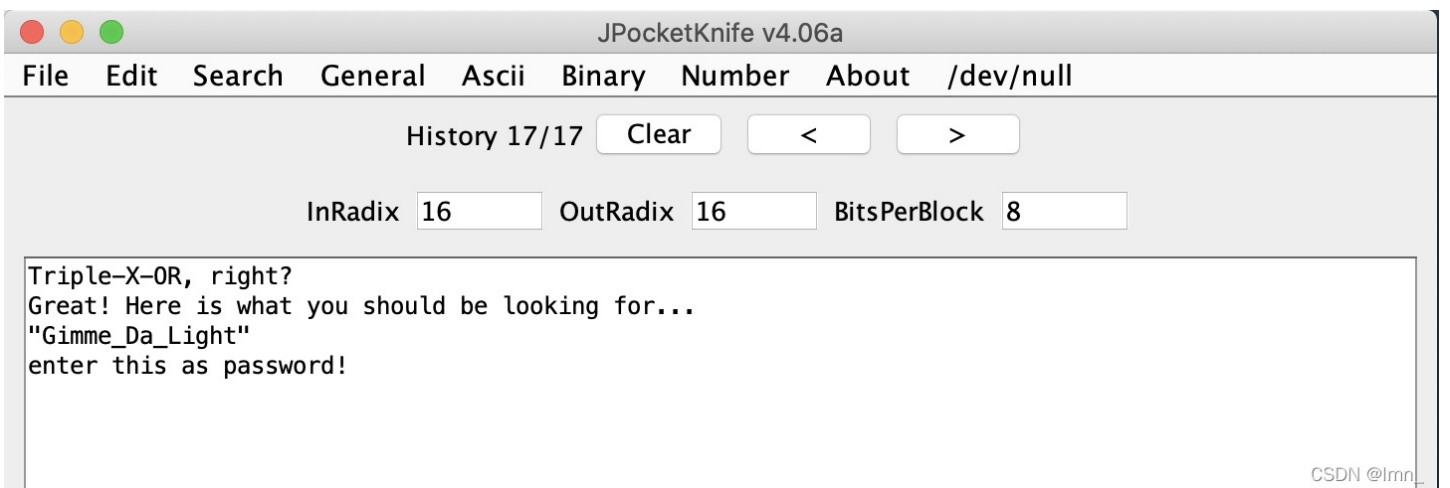 JPocketKnife v4.06a
File Edit Search General Ascii Binary Number About /dev/null
History 17/17 Clear < >
InRadix 16 OutRadix 16 BitsPerBlock 8
Triple-X-OR, right?
Great! Here is what you should be looking for...
"Gimme_Da_Light"
enter this as password!
CSDN @lmn_